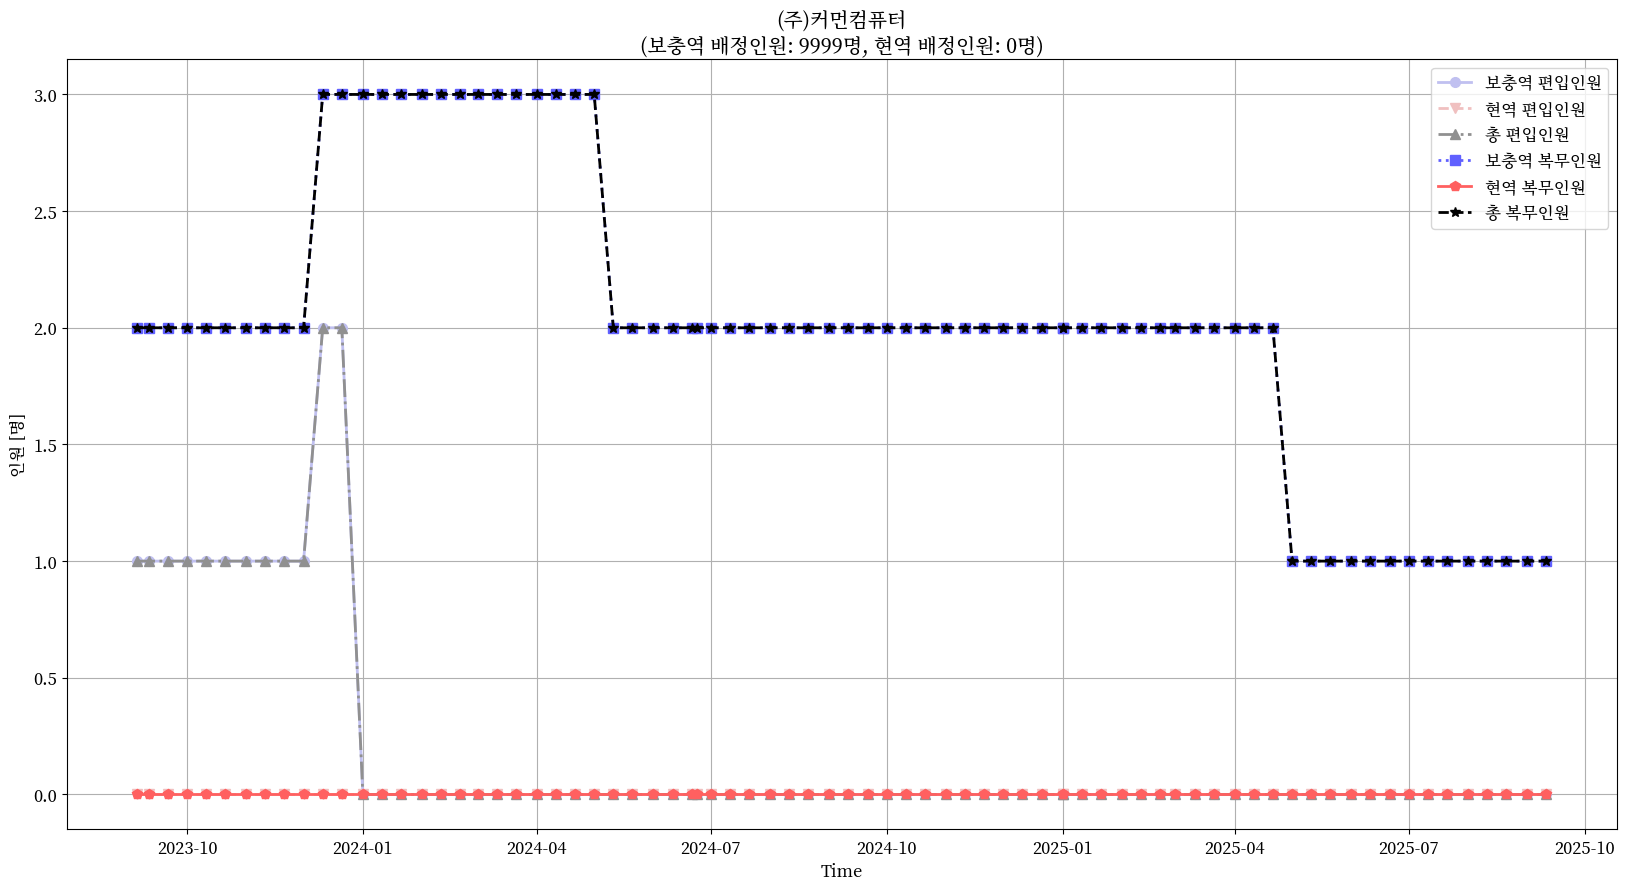 (주)커먼컴퓨터
(보충역 배정인원: 9999명, 현역 배정인원: 0명)
보충역 편입인원
현역 편입인원
총 편입인원
보충역 복무인원
현역 복무인원
총 복무인원
인원 [명]
3.0
2.5
2.0
1.5
1.0
0.5
0.0
2023-10
2024-01
2024-04
2024-07
2024-10
2025-01
2025-04
2025-07
2025-10
Time